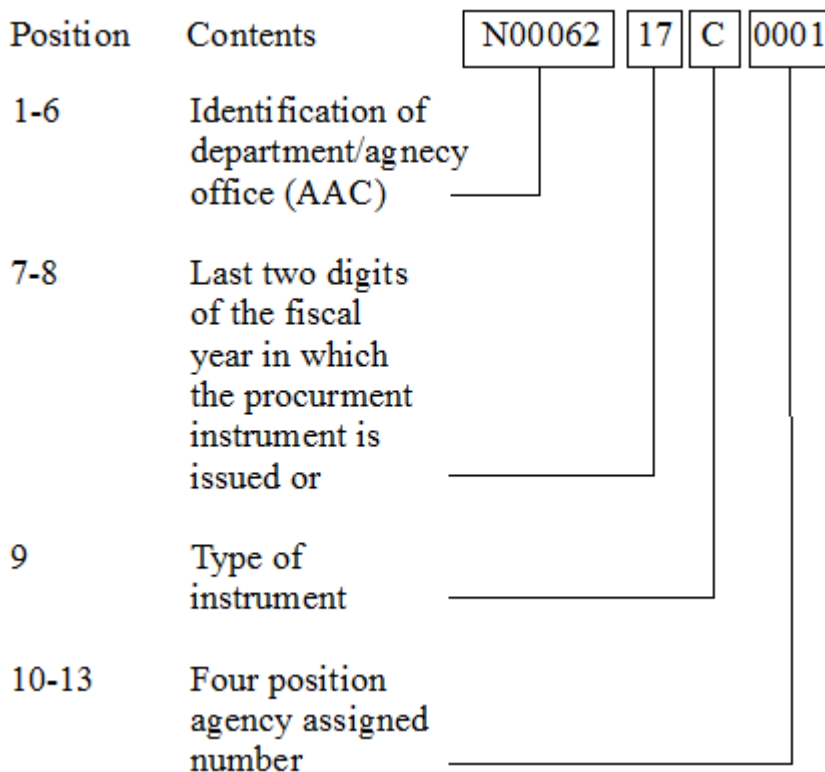 Position Contents N00062 17 C 0001
1-6 Identification of
department/agnecy
office (AAC)
7-8 Last two digits
of the fiscal
year in which
the procurment
instrument is
issued or
9 Type of
instrument
10-13 Four position
agency assigned
number